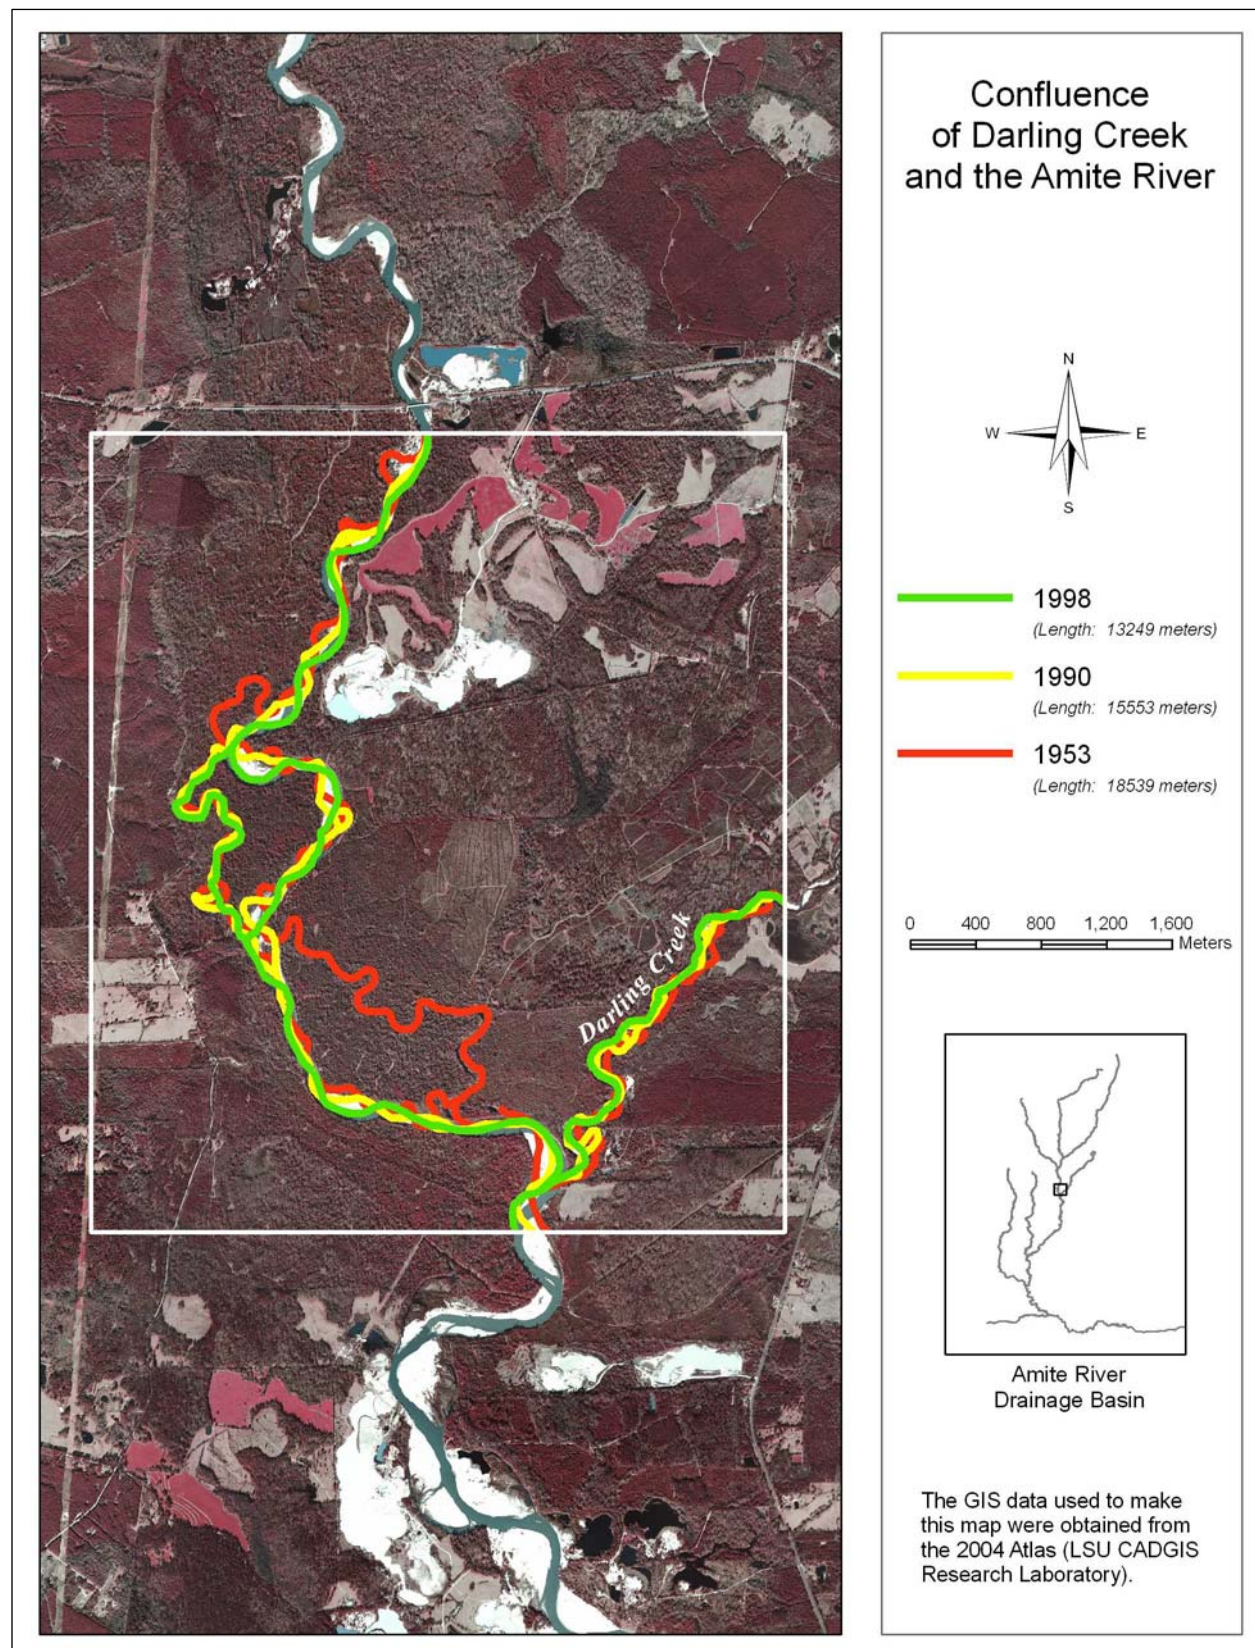 Confluence
of Darling Creek
and the Amite River
N
W
E
S
1998
(Length: 13249 meters)
1990
(Length: 15553 meters)
1953
(Length: 18539 meters)
0 400 800 1,200 1,600
Meters
Darling Creek
Amite River
Drainage Basin
The GIS data used to make
this map were obtained from
the 2004 Atlas (LSU CADGIS
Research Laboratory).